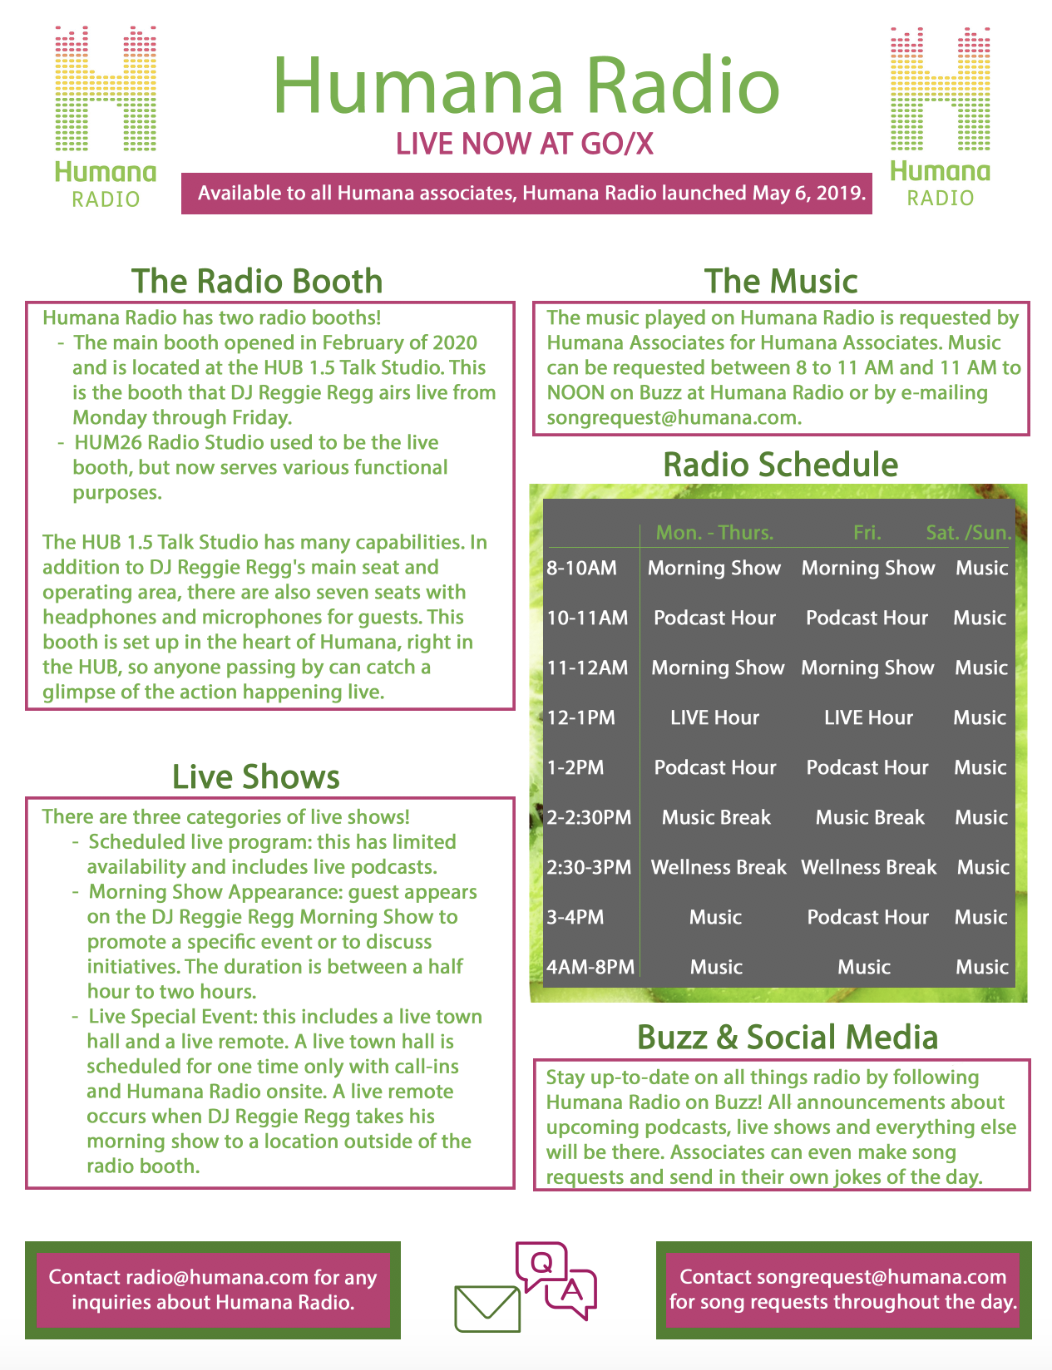 Humana
RADIO
Humana Radio
LIVE NOW AT GO/X
Available to all Humana associates, Humana Radio launched May 6, 2019.
Humana
RADIO
The Radio Booth
Humana Radio has two radio booths!
- The main booth opened in February of 2020
and is located at the HUB 1.5 Talk Studio. This
is the booth that DJ Reggie Regg airs live from
Monday through Friday.
- HUM26 Radio Studio used to be the live
booth, but now serves various functional
purposes.
The HUB 1.5 Talk Studio has many capabilities. In
addition to DJ Reggie Regg's main seat and
operating area, there are also seven seats with
headphones and microphones for guests. This
booth is set up in the heart of Humana, right in
the HUB, so anyone passing by can catch a
glimpse of the action happening live.
Live Shows
There are three categories of live shows!
- Scheduled live program: this has limited
availability and includes live podcasts.
- Morning Show Appearance: guest appears
on the DJ Reggie Regg Morning Show to
promote a specific event or to discuss
initiatives. The duration is between a half
hour to two hours.
- Live Special Event: this includes a live town
hall and a live remote. A live town hall is
scheduled for one time only with call-ins
and Humana Radio onsite. A live remote
occurs when DJ Reggie Regg takes his
morning show to a location outside of the
radio booth.
The Music
The music played on Humana Radio is requested by
Humana Associates for Humana Associates. Music
can be requested between 8 to 11 AM and 11 AM to
NOON on Buzz at Humana Radio or by e-mailing
songrequest@humana.com.
Radio Schedule
Mon. - Thurs. Fri. Sat. /Sun.
8-10AM Morning Show Morning Show Music
10-11AM Podcast Hour Podcast Hour Music
11-12AM Morning Show Morning Show Music
12-1PM LIVE Hour LIVE Hour Music
1-2PM Podcast Hour Podcast Hour Music
2-2:30PM Music Break Music Break Music
2:30-3PM Wellness Break Wellness Break Music
3-4PM Music Podcast Hour Music
4AM-8PM Music Music Music
Buzz & Social Media
Stay up-to-date on all things radio by following
Humana Radio on Buzz! All announcements about
upcoming podcasts, live shows and everything else
will be there. Associates can even make song
requests and send in their own jokes of the day.
Contact radio@humana.com for any
inquiries about Humana Radio.
Q
A
Contact songrequest@humana.com
for song requests throughout the day.